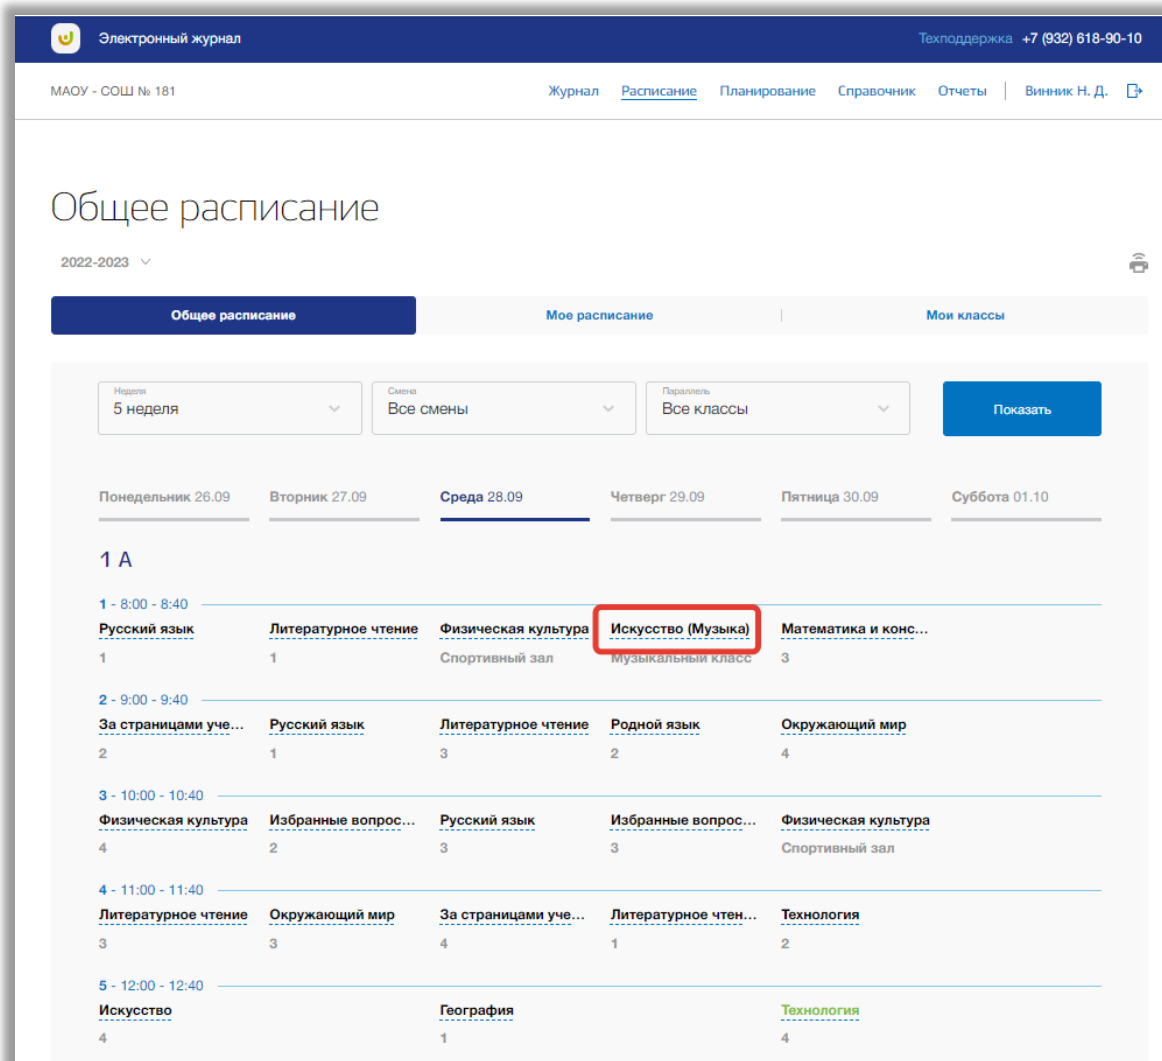 Электронный журнал Техподдержка +7 (932) 618-90-10
МАОУ - СОШ № 181 Журнал Расписание Планирование Справочник Отчеты Винник Н. Д.
Общее расписание
2022-2023
Общее расписание Мое расписание Мои классы
Неделя Смена Параллель
5 неделя Все смены Все классы Показать
Понедельник 26.09 Вторник 27.09 Среда 28.09 Четверг 29.09 Пятница 30.09 Суббота 01.10
1 А
1 - 8:00 - 8:40
Русский язык Литературное чтение Физическая культура Искусство (Музыка) Математика и конс...
1 1 Спортивный зал Музыкальный класс 3
2 - 9:00 - 9:40
За страницами уче... Русский язык Литературное чтение Родной язык Окружающий мир
2 1 3 2 4
3 - 10:00 - 10:40
Физическая культура Избранные вопрос... Русский язык Избранные вопрос... Физическая культура
4 2 3 3 Спортивный зал
4 - 11:00 - 11:40
Литературное чтение Окружающий мир За страницами уче... Литературное чтен... Технология
3 3 4 1 2
5 - 12:00 - 12:40
Искусство География Технология
4 1 4